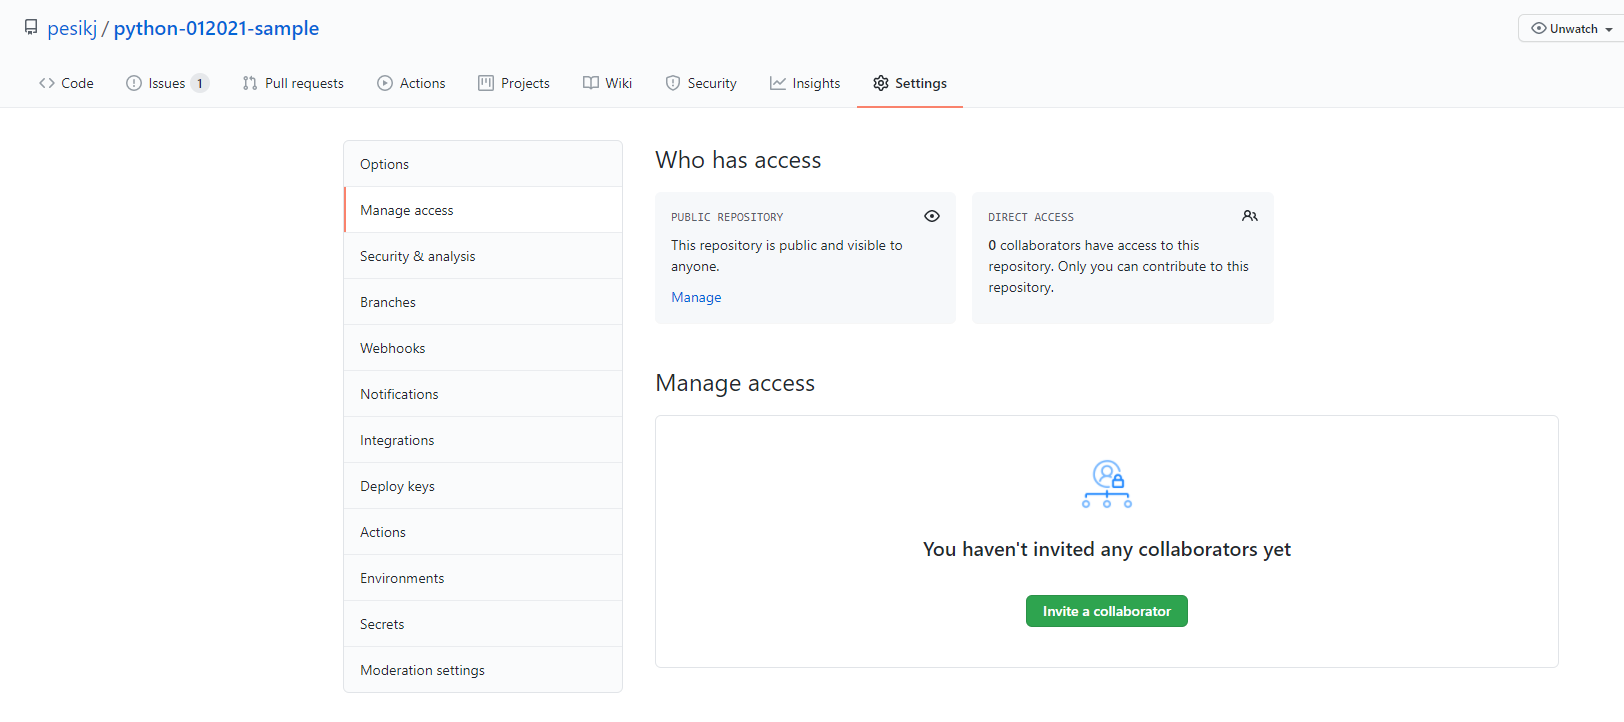 pesikj / python-012021-sample
Unwatch
Code Issues 1 Pull requests Actions Projects Wiki Security Insights Settings
Options
Manage access
Security & analysis
Branches
Webhooks
Notifications
Integrations
Deploy keys
Actions
Environments
Secrets
Moderation settings
Who has access
PUBLIC REPOSITORY
This repository is public and visible to
anyone.
Manage
DIRECT ACCESS
0 collaborators have access to this
repository. Only you can contribute to this
repository.
Manage access
You haven't invited any collaborators yet
Invite a collaborator